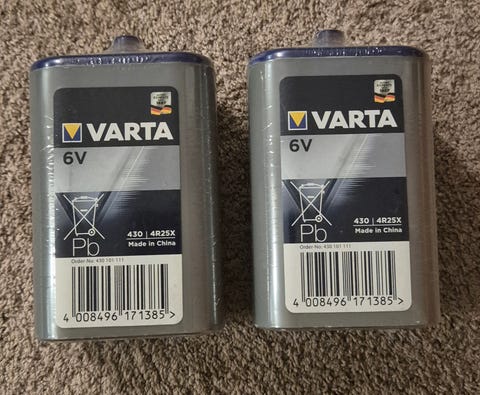 VARTA
6V
430 | 4R25X
Made in China
Pb
Order No: 430 101 111
4 008496 171385 >
VARTA
6V
430 | 4R25X
Made in China
Pb
Order No: 430 101 111
4 008496 171385 >